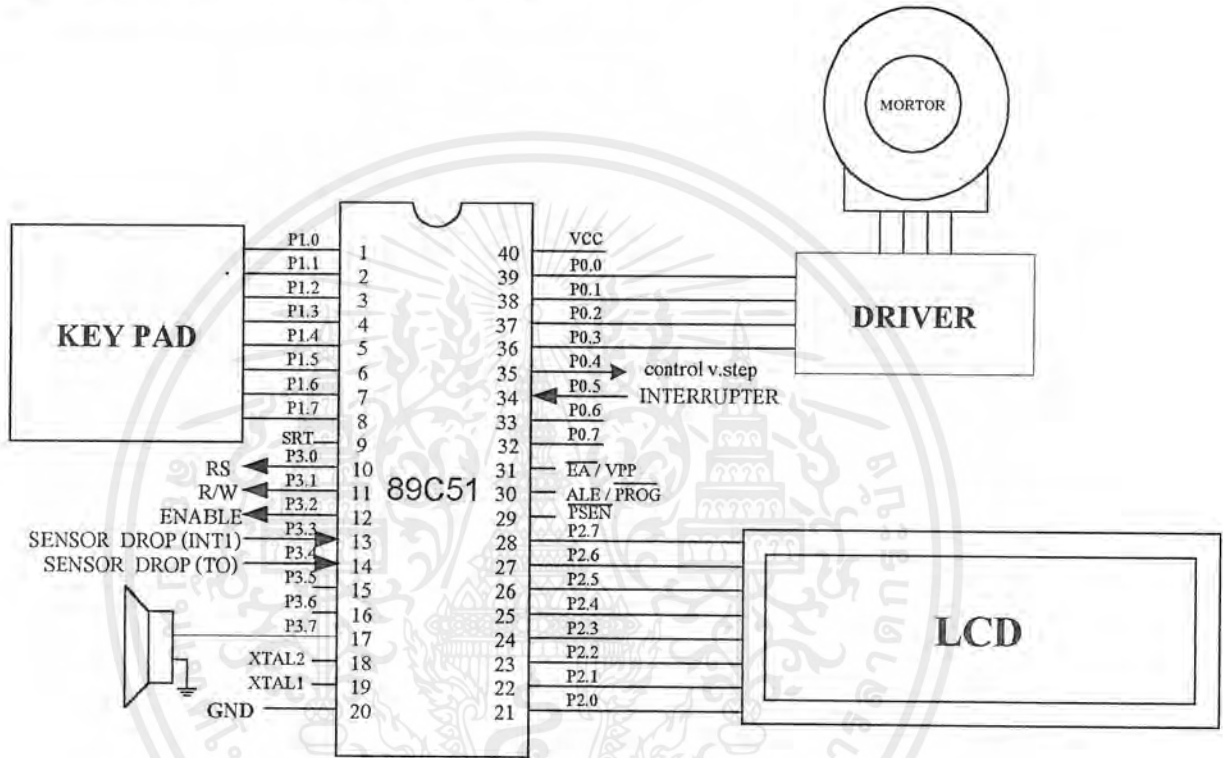 MORTOR
KEY PAD
DRIVER
89C51
LCD
P1.0 1
P1.1 2
P1.2 3
P1.3 4
P1.4 5
P1.5 6
P1.6 7
P1.7 8
SRT 9
RS P3.0 10
R/W P3.1 11
ENABLE P3.2 12
SENSOR DROP (INT1) P3.3 13
SENSOR DROP (TO) P3.4 14
P3.5 15
P3.6 16
P3.7 17
XTAL2 18
XTAL1 19
GND 20
40 VCC
39 P0.0
38 P0.1
37 P0.2
36 P0.3
35 P0.4 control v.step
34 P0.5 INTERRUPTER
33 P0.6
32 P0.7
31 EA / VPP
30 ALE / PROG
29 PSEN
28 P2.7
27 P2.6
26 P2.5
25 P2.4
24 P2.3
23 P2.2
22 P2.1
21 P2.0